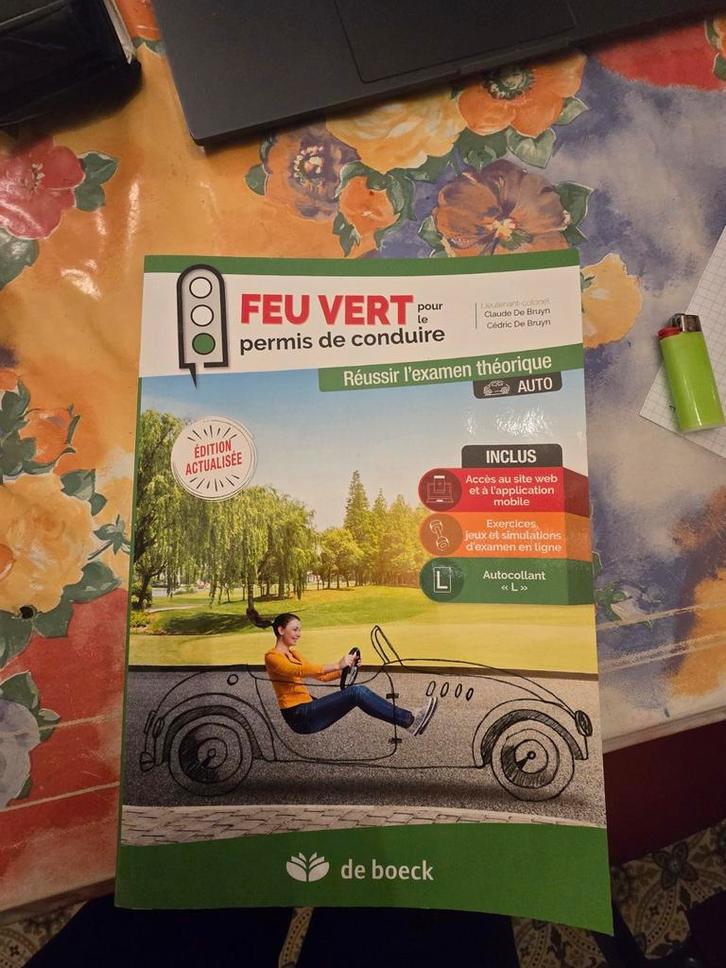 FEU VERT pour le
permis de conduire
Lieutenant-colonel
Claude De Bruyn
Cédric De Bruyn
Réussir l'examen théorique
AUTO
ÉDITION
ACTUALISÉE
INCLUS
Accès au site web
et à l'application
mobile
Exercices,
jeux et simulations
d'examen en ligne
L
Autocollant
« L »
de boeck